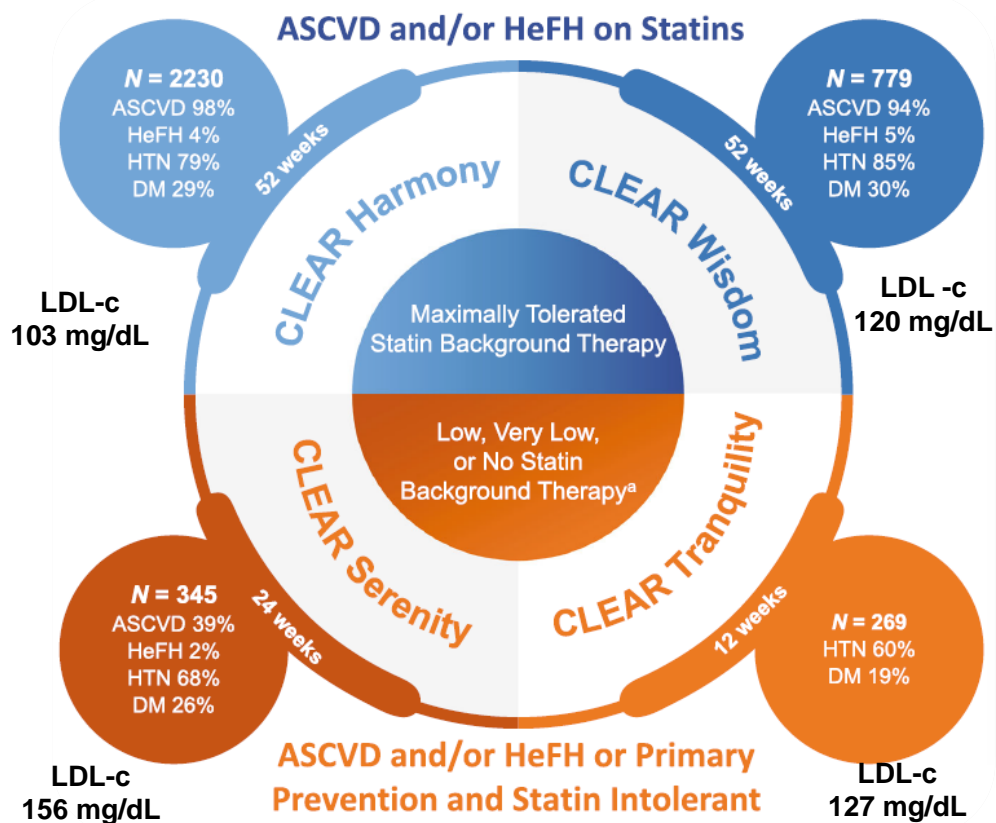 ASCVD and/or HeFH on Statins
N = 2230
ASCVD 98%
HeFH 4%
HTN 79%
DM 29%
52 weeks
CLEAR Harmony
LDL-c
103 mg/dL
N = 779
ASCVD 94%
HeFH 5%
HTN 85%
DM 30%
52 weeks
CLEAR Wisdom
LDL -c
120 mg/dL
Maximally Tolerated
Statin Background Therapy
Low, Very Low,
or No Statin
Background Therapyᵃ
CLEAR Serenity
24 weeks
N = 345
ASCVD 39%
HeFH 2%
HTN 68%
DM 26%
LDL-c
156 mg/dL
CLEAR Tranquility
12 weeks
N = 269
HTN 60%
DM 19%
LDL-c
127 mg/dL
ASCVD and/or HeFH or Primary
Prevention and Statin Intolerant